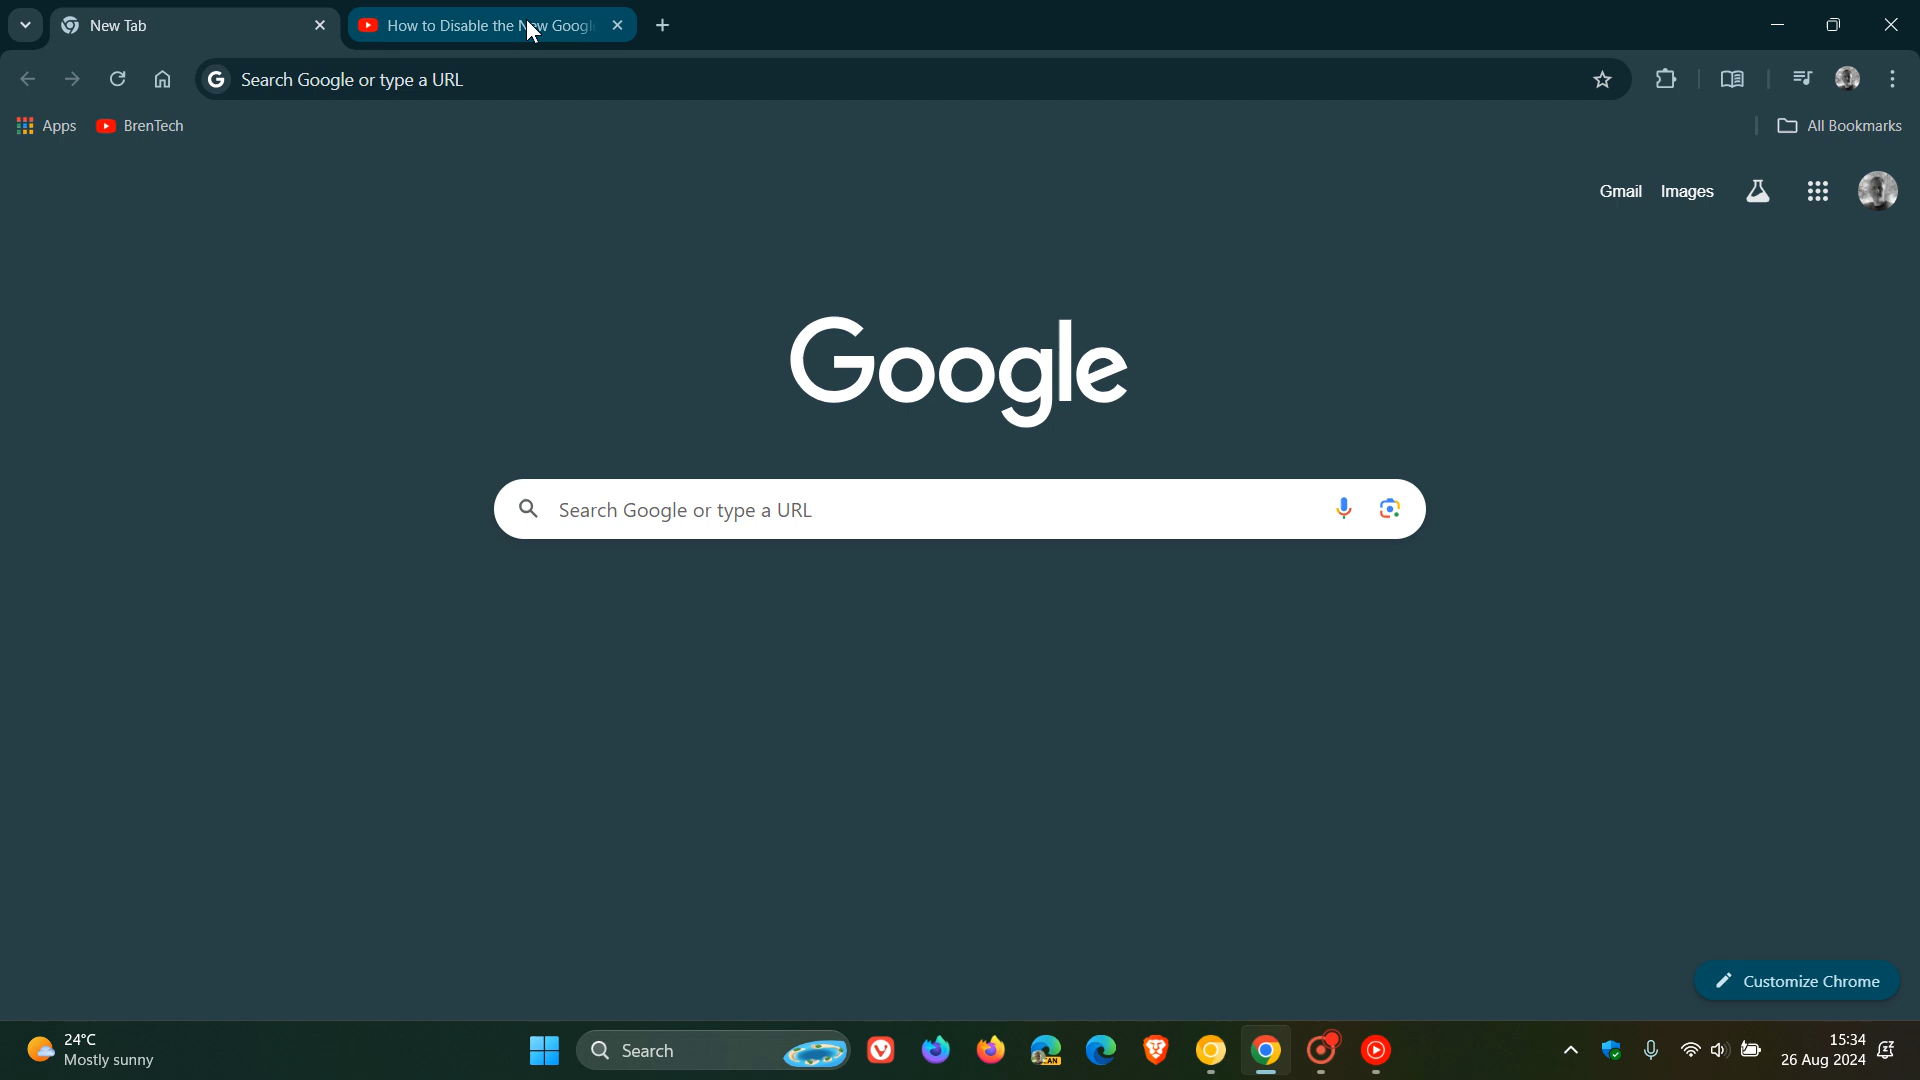 New Tab
How to Disable the New Googl
Search Google or type a URL
Apps
BrenTech
All Bookmarks
Gmail
Images
Google
Search Google or type a URL
Customize Chrome
24°C
Mostly sunny
Search
CAN
15:34
26 Aug 2024